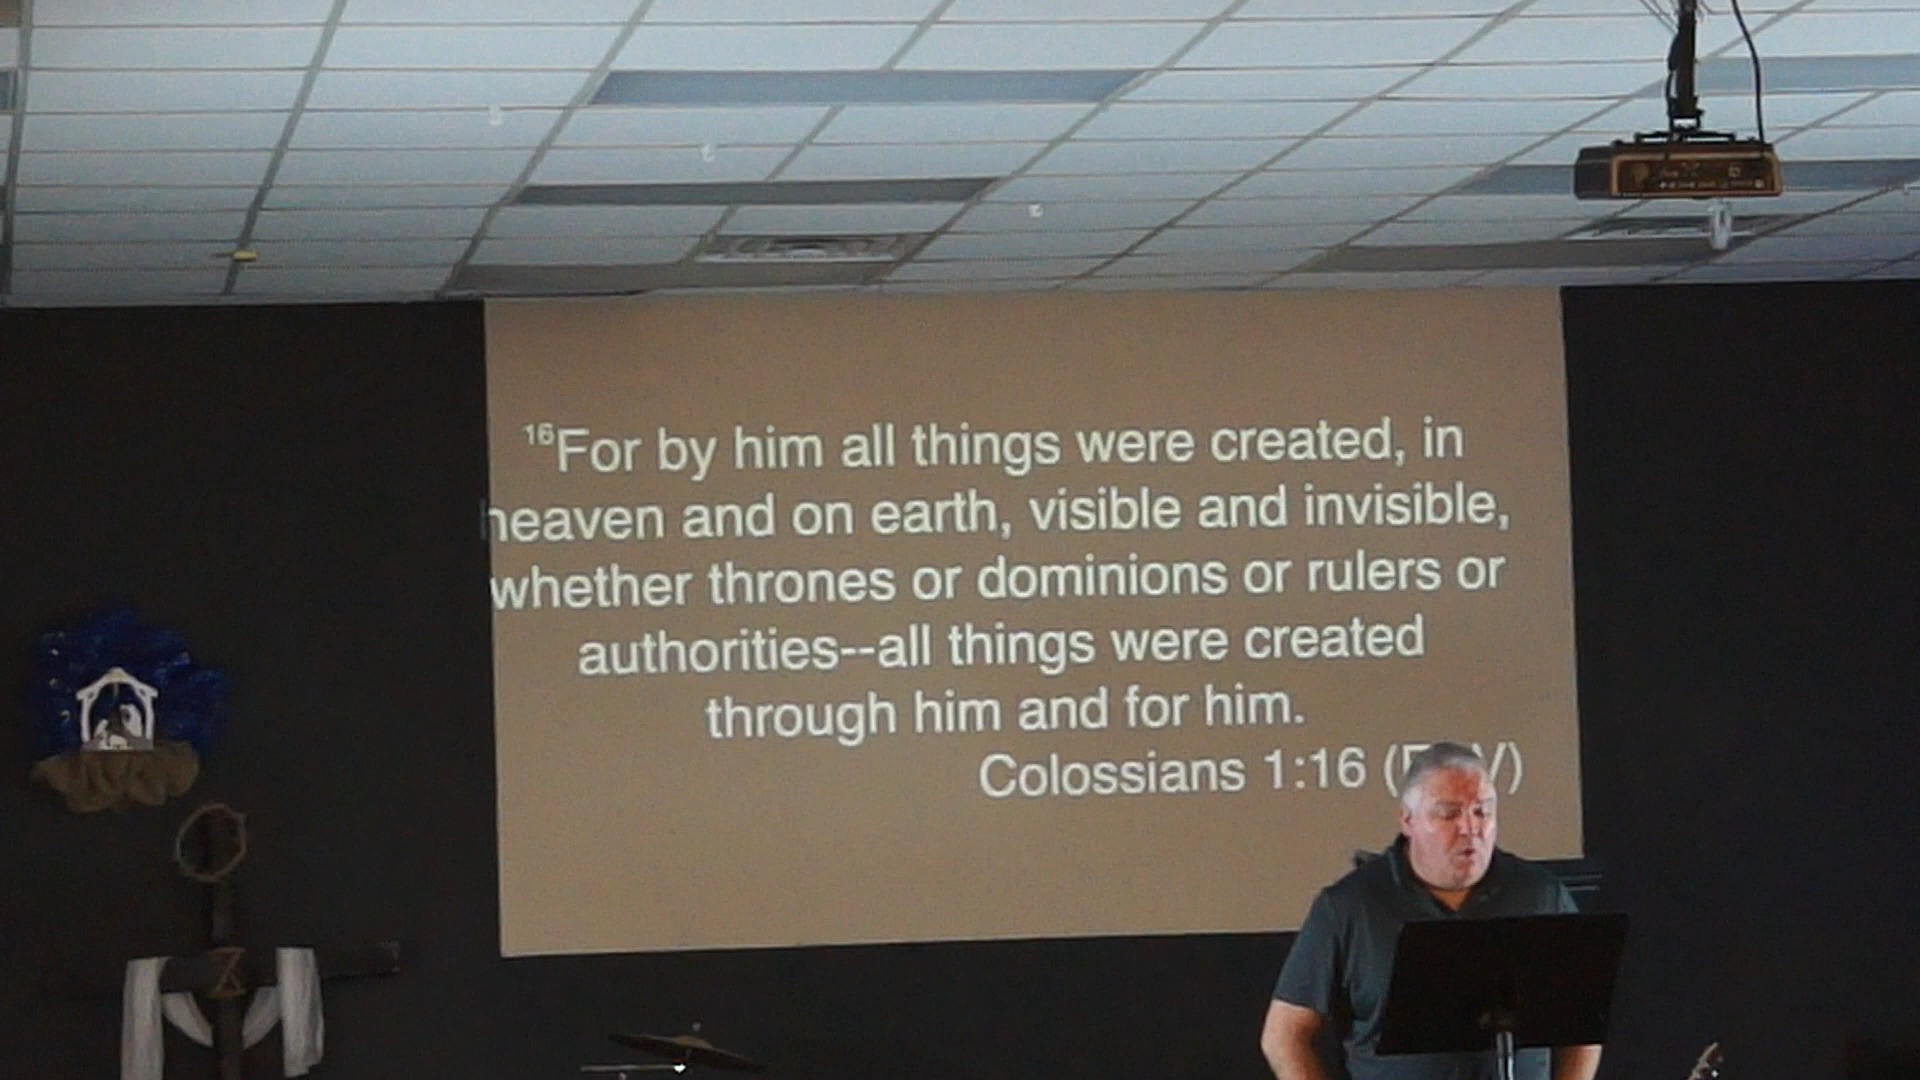 16For by him all things were created, in
heaven and on earth, visible and invisible,
whether thrones or dominions or rulers or
authorities--all things were created
through him and for him.
Colossians 1:16